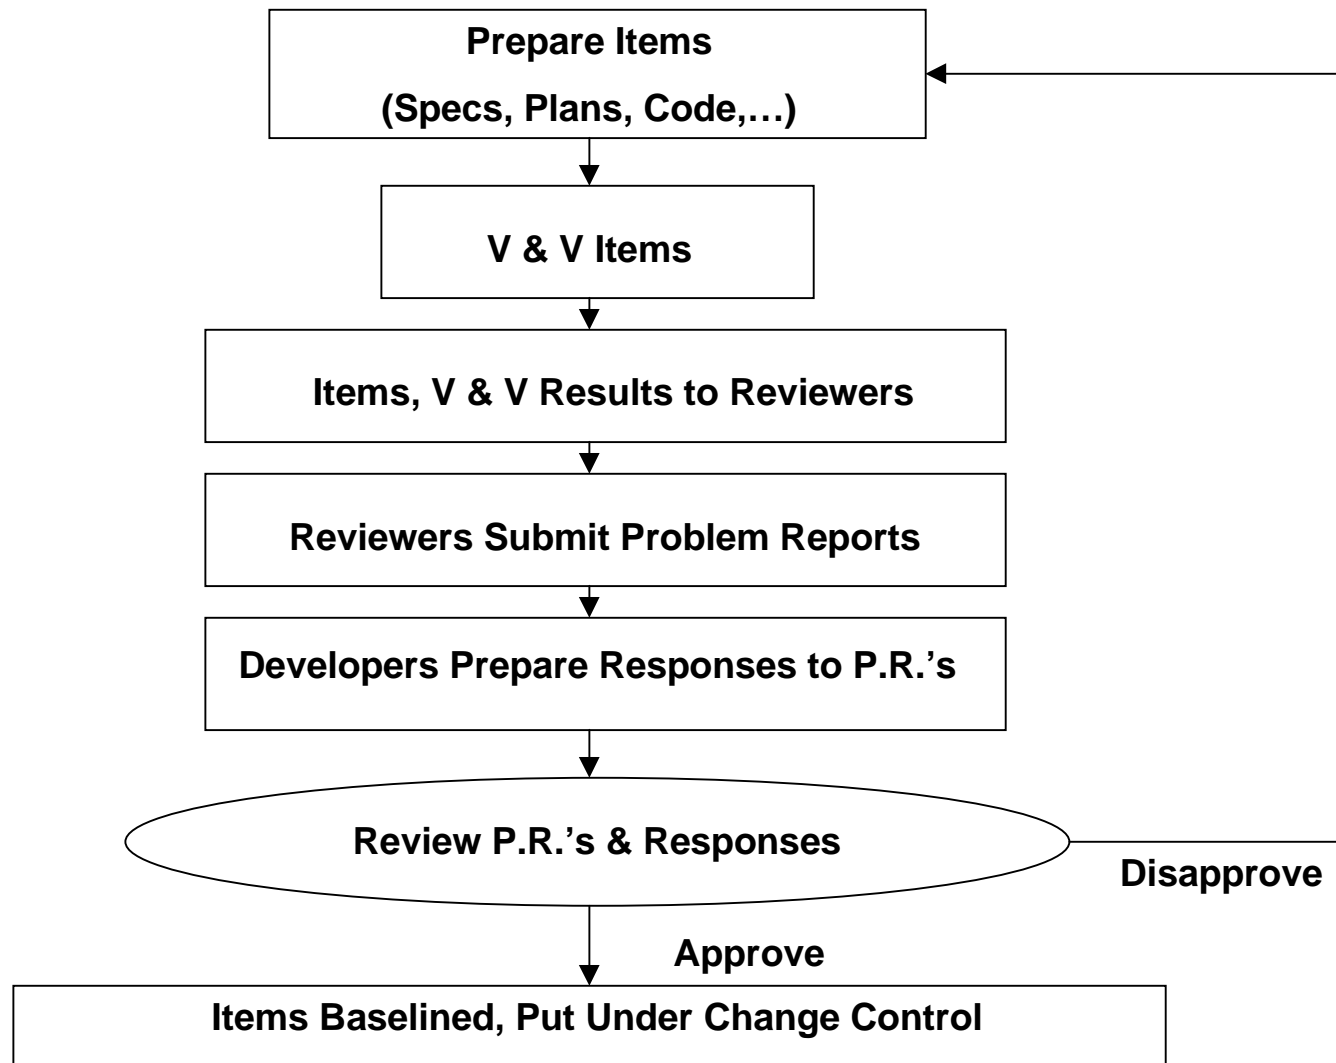 Prepare Items
(Specs, Plans, Code,…)
V & V Items
Items, V & V Results to Reviewers
Reviewers Submit Problem Reports
Developers Prepare Responses to P.R.’s
Review P.R.’s & Responses
Disapprove
Approve
Items Baselined, Put Under Change Control